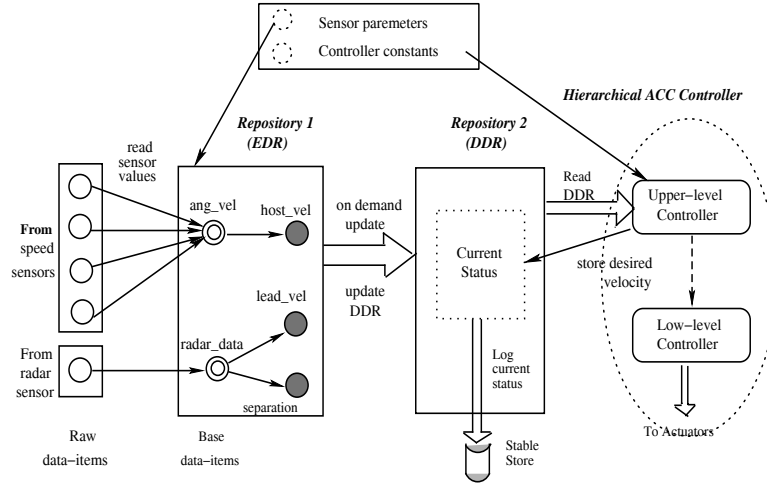 Sensor paremeters
Controller constants
Hierarchical ACC Controller
Repository 1
(EDR)
Repository 2
(DDR)
read
sensor
values
From
speed
sensors
From
radar
sensor
ang_vel
host_vel
lead_vel
radar_data
separation
on demand
update
update
DDR
Current
Status
Read
DDR
Upper-level
Controller
store desired
velocity
Low-level
Controller
Log
current
status
To Actuators
Stable
Store
Raw
data-items
Base
data-items